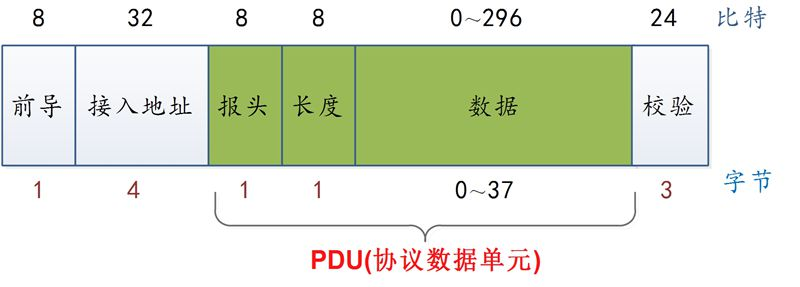 8 32 8 8 0~296 24 比特
前导 接入地址 报头 长度 数据 校验
1 4 1 1 0~37 3 字节
PDU(协议数据单元)